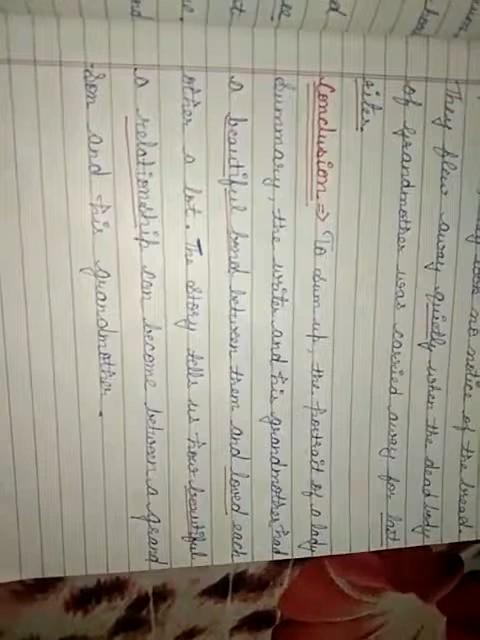 took no notice of the bread.
They flew away quietly when the dead body
of grandmother was carried away for last
rites.
Conclusion ⇒ To sum up, the portrait of a lady
summary, the writer and his grandmother had
a beautiful bond between them and loved each
other a lot. The story tells us how beautiful
a relationship can become between a grand
son and his grandmother.